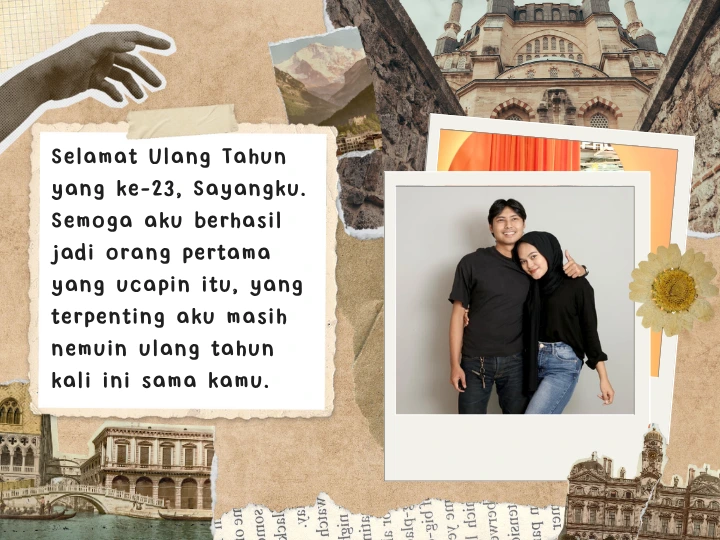 Selamat Ulang Tahun
yang ke-23, Sayangku.
Semoga aku berhasil
jadi orang pertama
yang ucapin itu, yang
terpenting aku masih
nemuin ulang tahun
kali ini sama kamu.